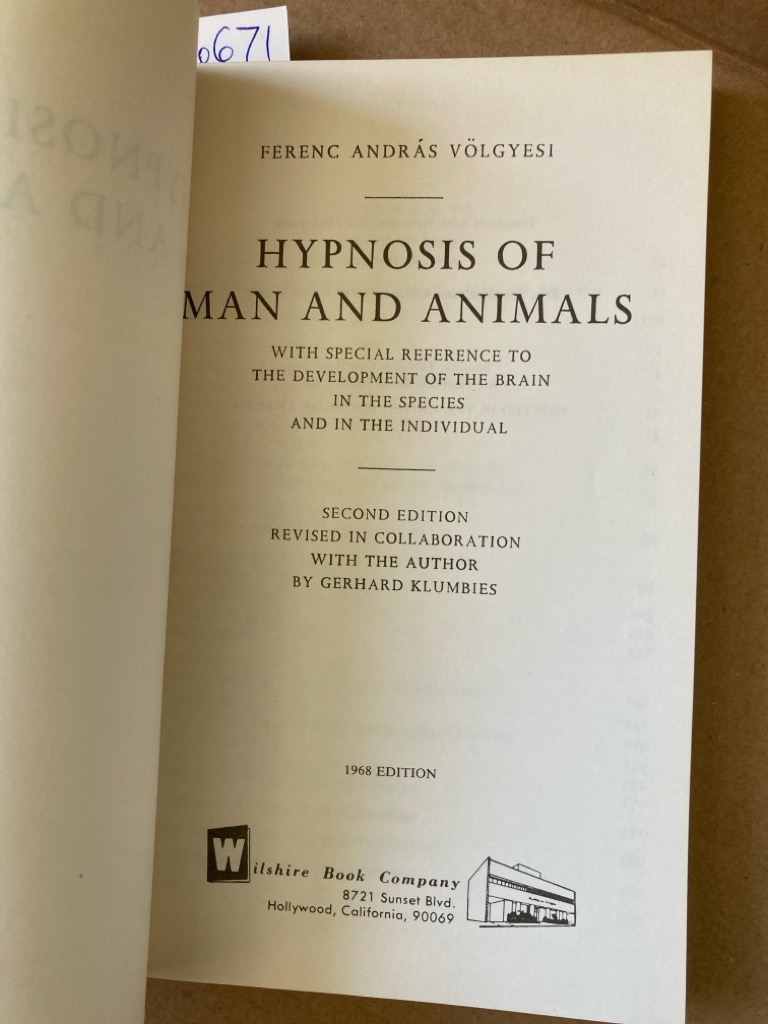 0671
FERENC ANDRÁS VÖLGYESI
HYPNOSIS OF
MAN AND ANIMALS
WITH SPECIAL REFERENCE TO
THE DEVELOPMENT OF THE BRAIN
IN THE SPECIES
AND IN THE INDIVIDUAL
SECOND EDITION
REVISED IN COLLABORATION
WITH THE AUTHOR
BY GERHARD KLUMBIES
1968 EDITION
Wilshire Book Company
8721 Sunset Blvd.
Hollywood, California, 90069